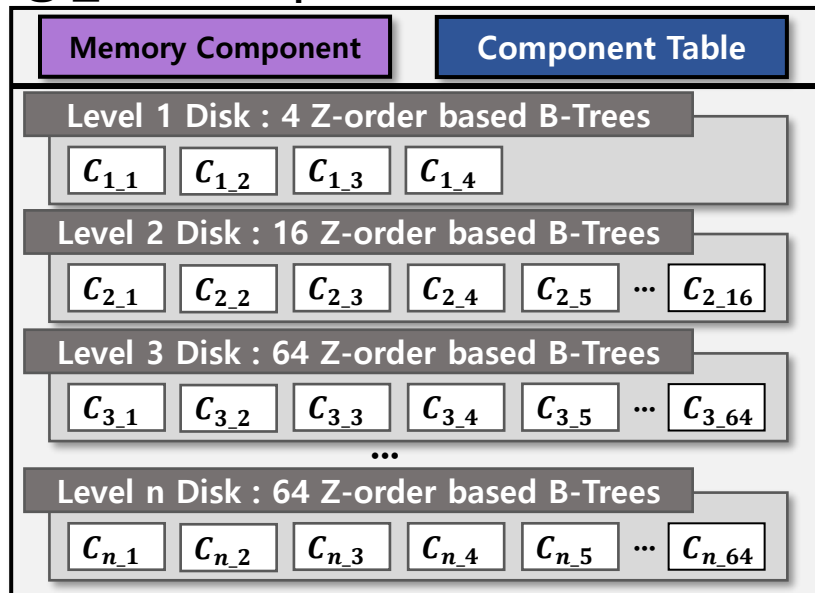 Memory Component Component Table
Level 1 Disk : 4 Z-order based B-Trees
C1_1 C1_2 C1_3 C1_4
Level 2 Disk : 16 Z-order based B-Trees
C2_1 C2_2 C2_3 C2_4 C2_5 ... C2_16
Level 3 Disk : 64 Z-order based B-Trees
C3_1 C3_2 C3_3 C3_4 C3_5 ... C3_64
...
Level n Disk : 64 Z-order based B-Trees
Cn_1 Cn_2 Cn_3 Cn_4 Cn_5 ... Cn_64